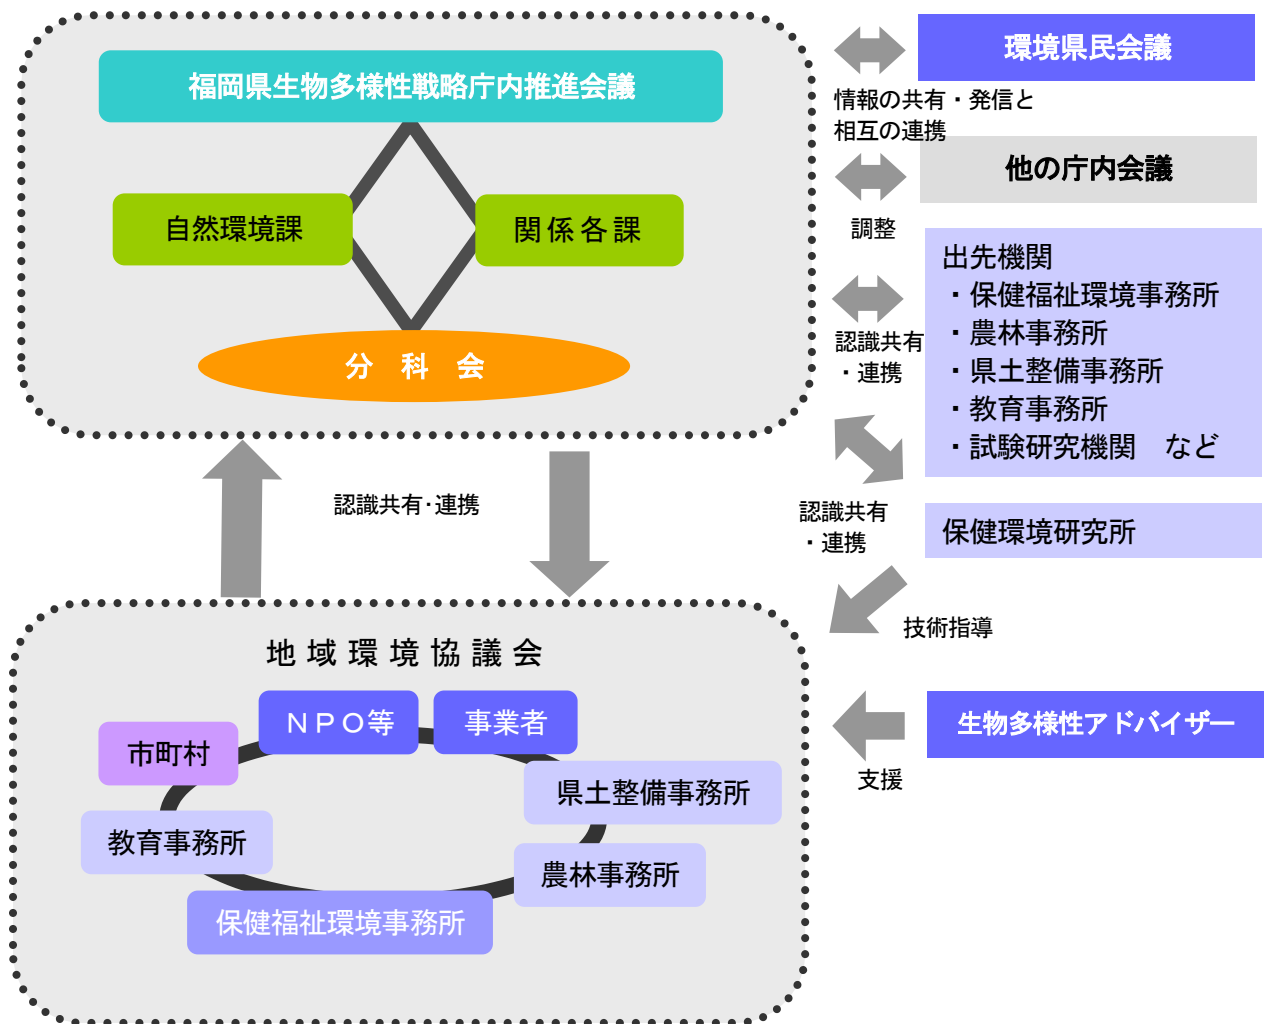 福岡県生物多様性戦略庁内推進会議
自然環境課
関係各課
分　科　会
環境県民会議
情報の共有・発信と
相互の連携
他の庁内会議
調整
出先機関
・保健福祉環境事務所
・農林事務所
・県土整備事務所
・教育事務所
・試験研究機関　など
認識共有
・連携
認識共有･連携
認識共有
・連携
保健環境研究所
技術指導
地域環境協議会
ＮＰＯ等
事業者
市町村
県土整備事務所
教育事務所
農林事務所
保健福祉環境事務所
生物多様性アドバイザー
支援